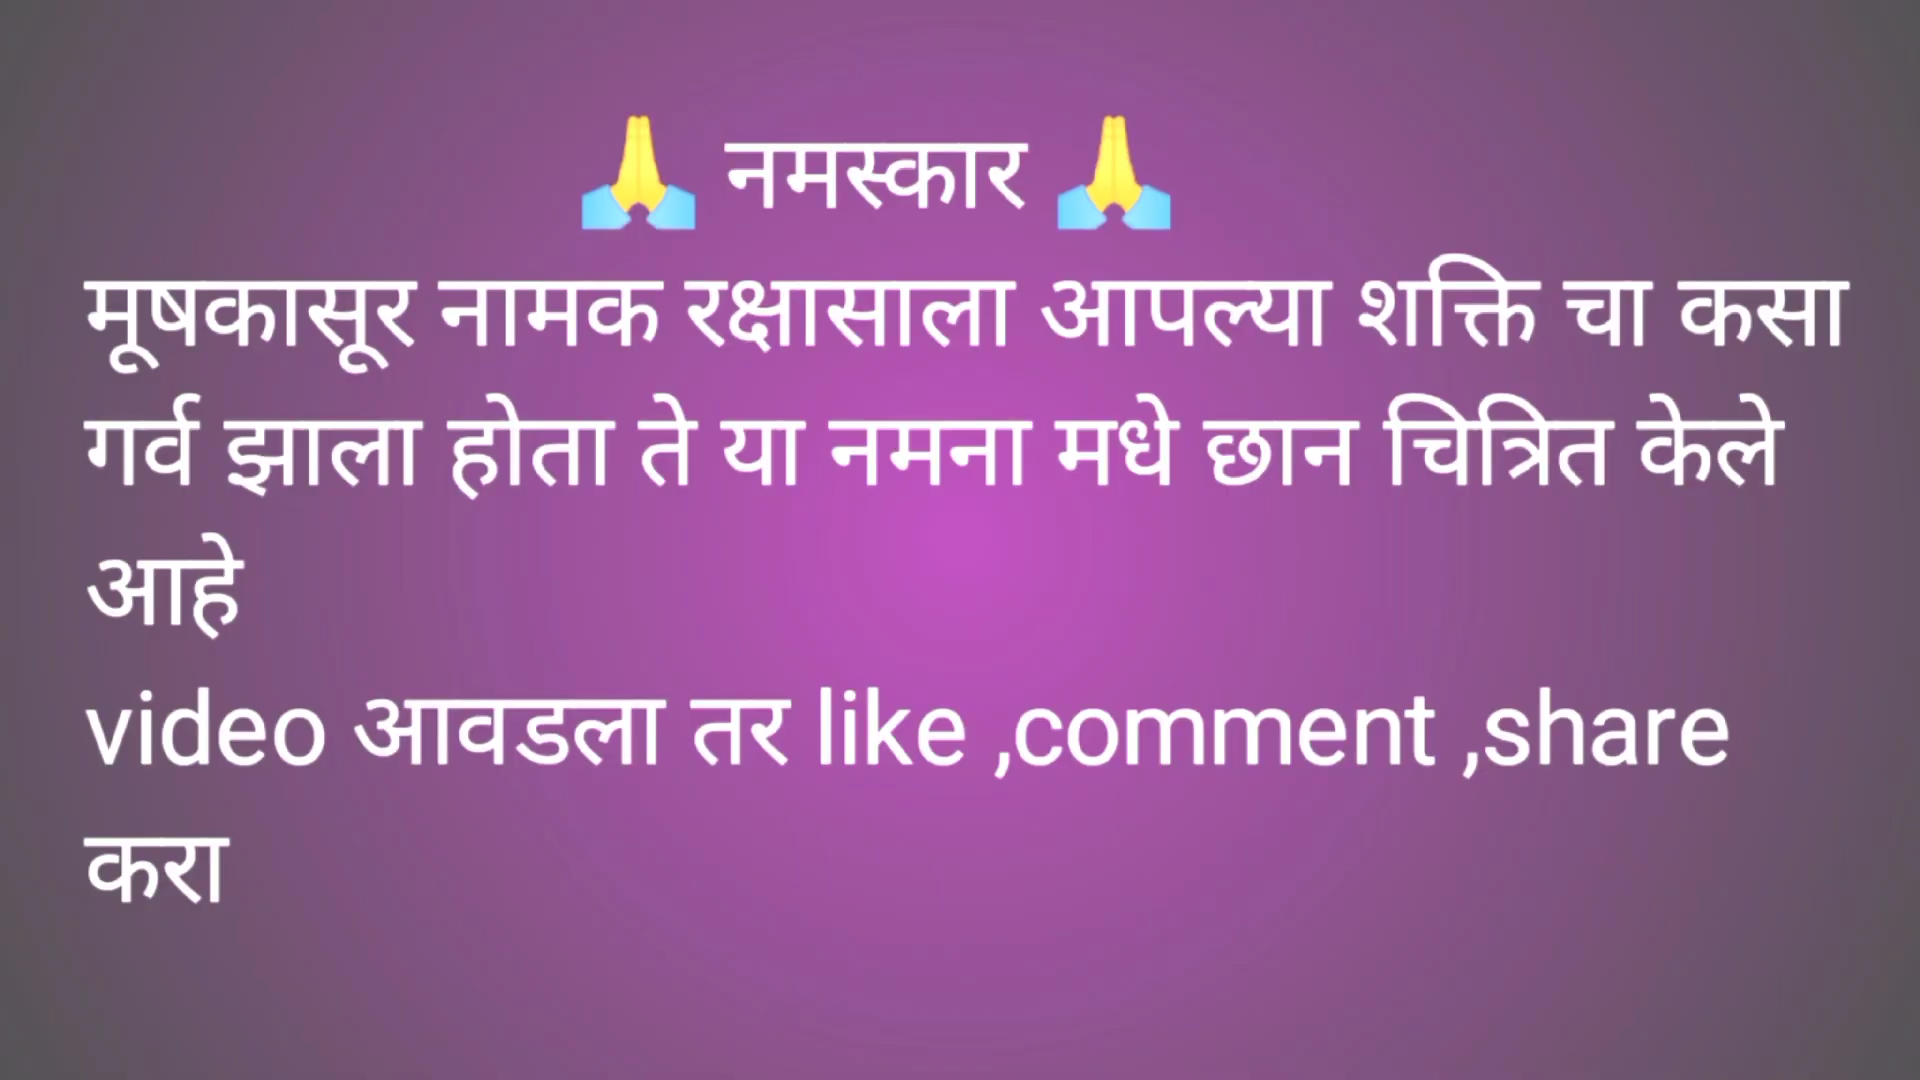 🙏 नमस्कार 🙏
मूषकासूर नामक रक्षासाला आपल्या शक्ति चा कसा
गर्व झाला होता ते या नमना मधे छान चित्रित केले
आहे
video आवडला तर like ,comment ,share
करा